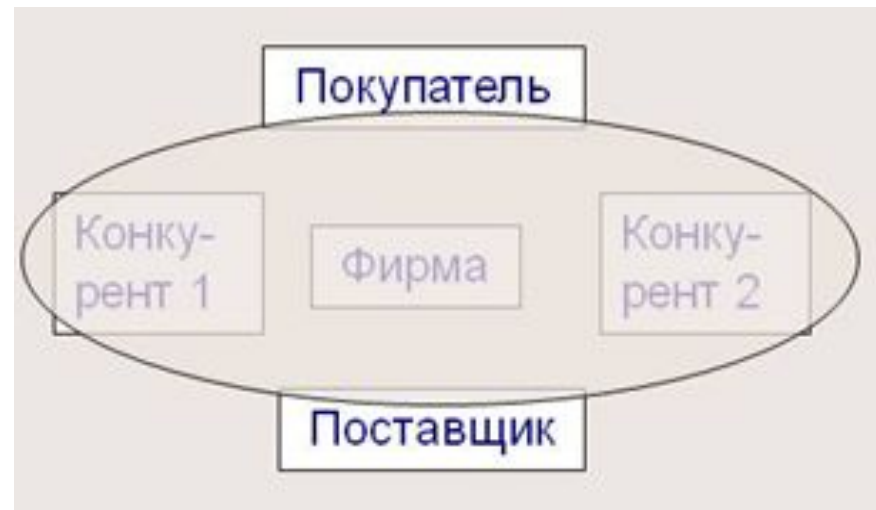 Покупатель
Конку-
рент 1
Фирма
Конку-
рент 2
Поставщик